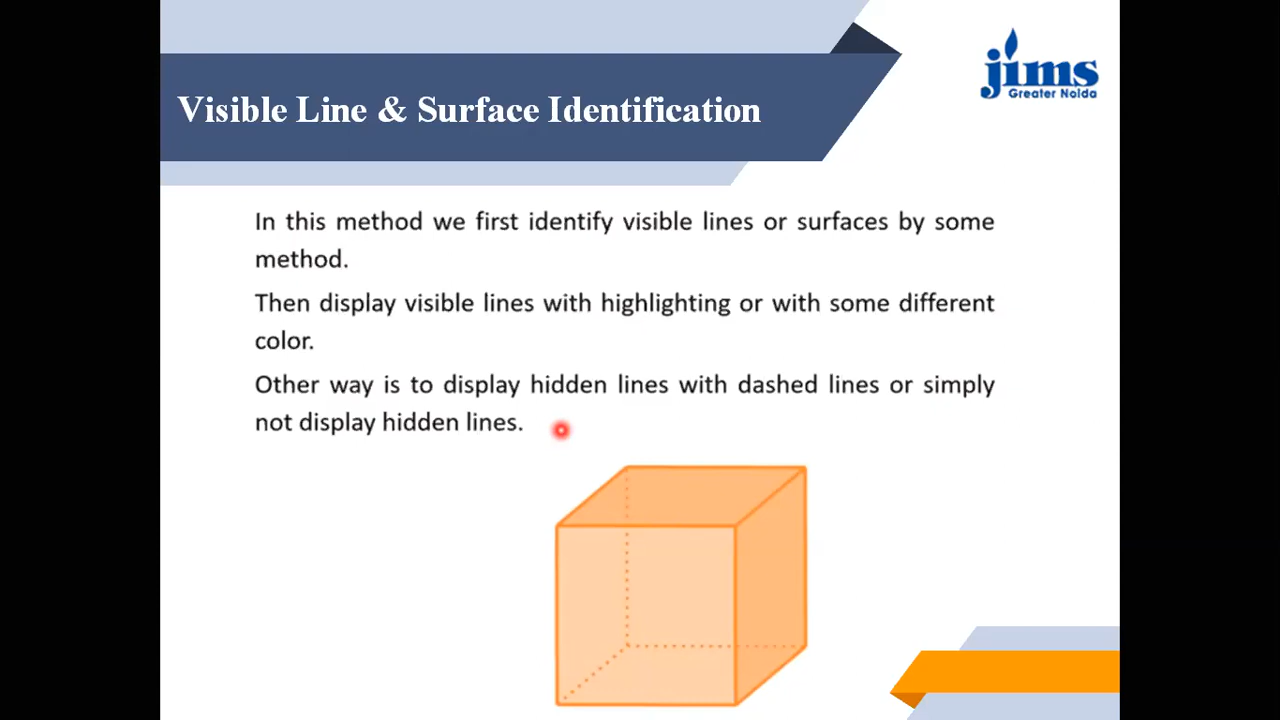 jims
Greater Noida
Visible Line & Surface Identification
In this method we first identify visible lines or surfaces by some
method.
Then display visible lines with highlighting or with some different
color.
Other way is to display hidden lines with dashed lines or simply
not display hidden lines.